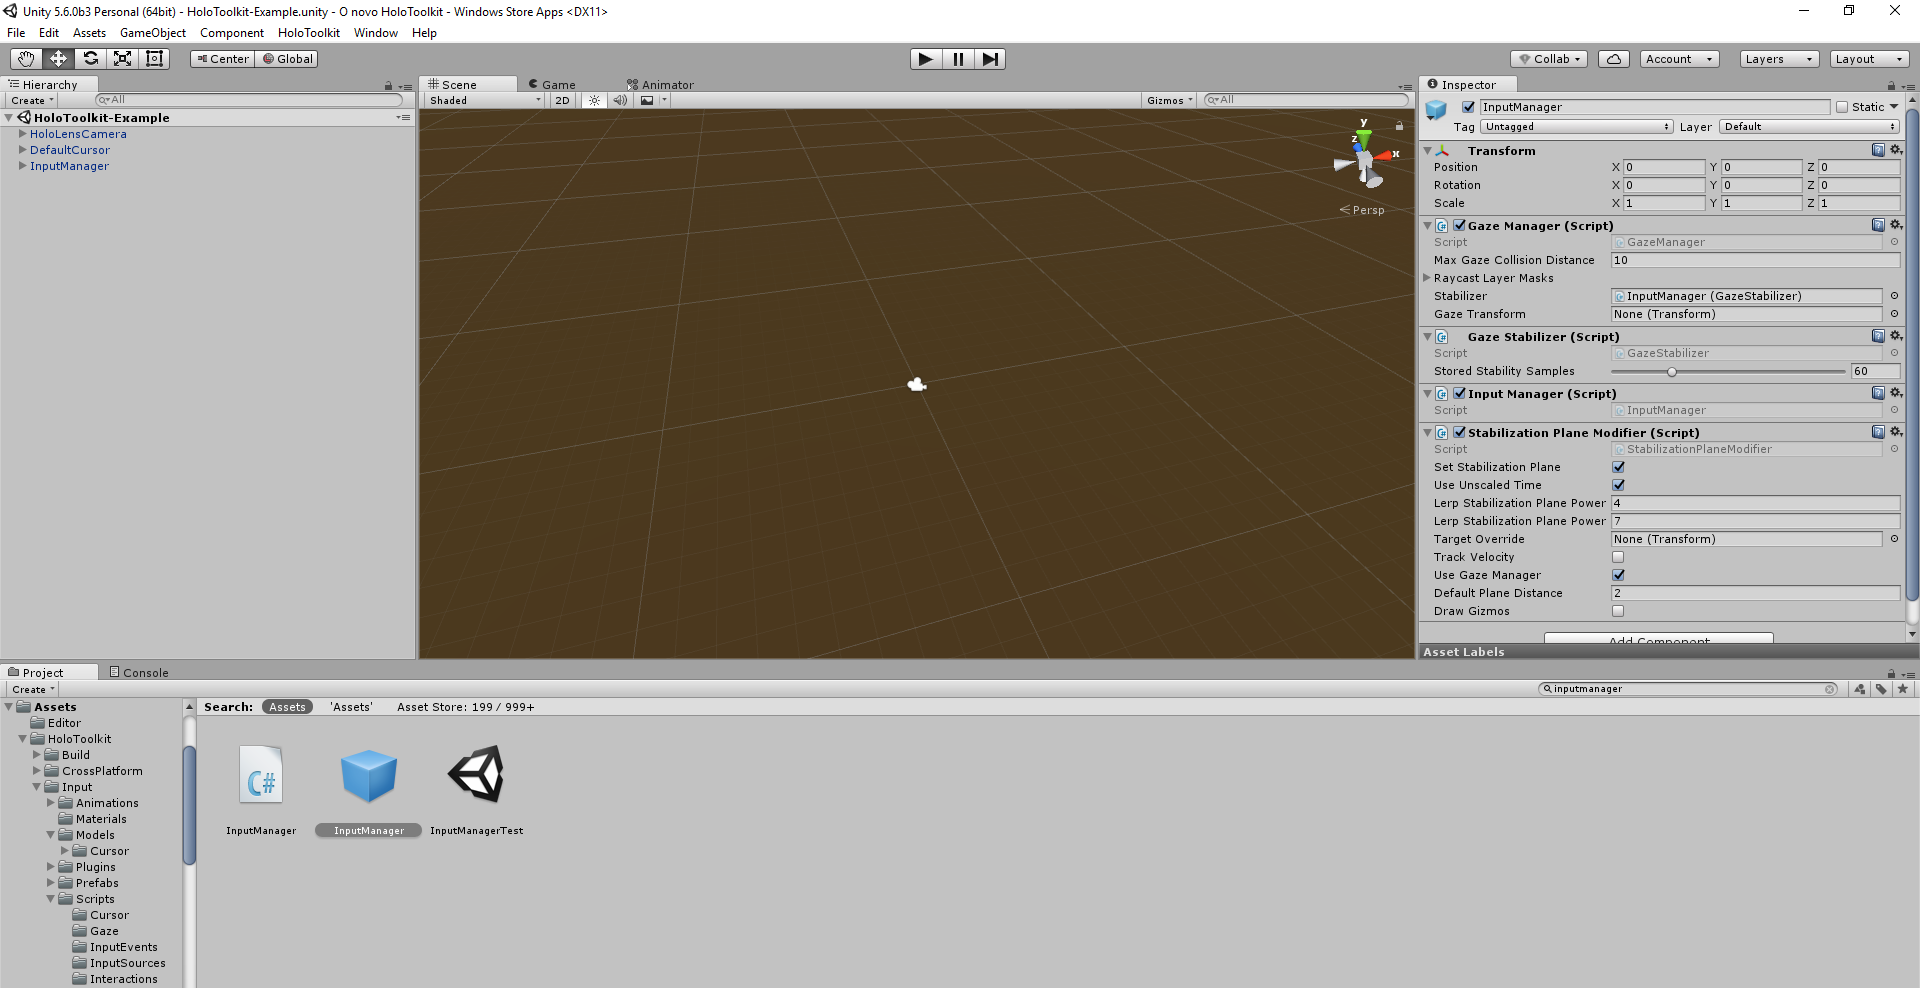 Unity 5.6.0b3 Personal (64bit) - HoloToolkit-Example.unity - O novo HoloToolkit - Windows Store Apps <DX11>
File Edit Assets GameObject Component HoloToolkit Window Help
Center Global Collab Account Layers Layout
Hierarchy
Create All
HoloToolkit-Example
HoloLensCamera
DefaultCursor
InputManager
Scene Game Animator
Shaded 2D Gizmos All
y
z
x
Persp
Inspector
InputManager Static
Tag Untagged Layer Default
Transform
Position X 0 Y 0 Z 0
Rotation X 0 Y 0 Z 0
Scale X 1 Y 1 Z 1
Gaze Manager (Script)
Script GazeManager
Max Gaze Collision Distance 10
Raycast Layer Masks
Stabilizer InputManager (GazeStabilizer)
Gaze Transform None (Transform)
Gaze Stabilizer (Script)
Script GazeStabilizer
Stored Stability Samples 60
Input Manager (Script)
Script InputManager
Stabilization Plane Modifier (Script)
Script StabilizationPlaneModifier
Set Stabilization Plane
Use Unscaled Time
Lerp Stabilization Plane Power 4
Lerp Stabilization Plane Power 7
Target Override None (Transform)
Track Velocity
Use Gaze Manager
Default Plane Distance 2
Draw Gizmos
Add Component
Asset Labels
Project Console
Create inputmanager
Assets
Editor
HoloToolkit
Build
CrossPlatform
Input
Animations
Materials
Models
Cursor
Plugins
Prefabs
Scripts
Cursor
Gaze
InputEvents
InputSources
Interactions
Search: Assets 'Assets' Asset Store: 199 / 999+
C#
InputManager InputManager InputManagerTest